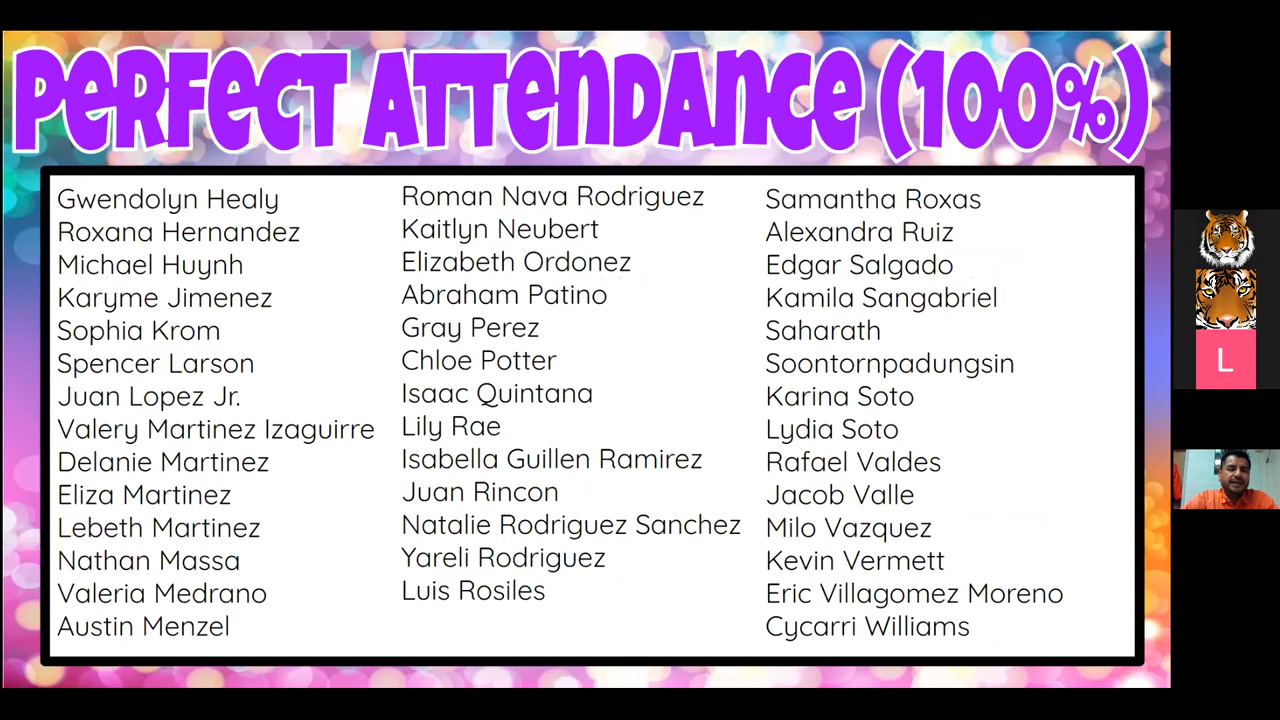 PERFECT ATTENDANCE (100%)
Gwendolyn Healy
Roxana Hernandez
Michael Huynh
Karyme Jimenez
Sophia Krom
Spencer Larson
Juan Lopez Jr.
Valery Martinez Izaguirre
Delanie Martinez
Eliza Martinez
Lebeth Martinez
Nathan Massa
Valeria Medrano
Austin Menzel
Roman Nava Rodriguez
Kaitlyn Neubert
Elizabeth Ordonez
Abraham Patino
Gray Perez
Chloe Potter
Isaac Quintana
Lily Rae
Isabella Guillen Ramirez
Juan Rincon
Natalie Rodriguez Sanchez
Yareli Rodriguez
Luis Rosiles
Samantha Roxas
Alexandra Ruiz
Edgar Salgado
Kamila Sangabriel
Saharath
Soontornpadungsin
Karina Soto
Lydia Soto
Rafael Valdes
Jacob Valle
Milo Vazquez
Kevin Vermett
Eric Villagomez Moreno
Cycarri Williams
L